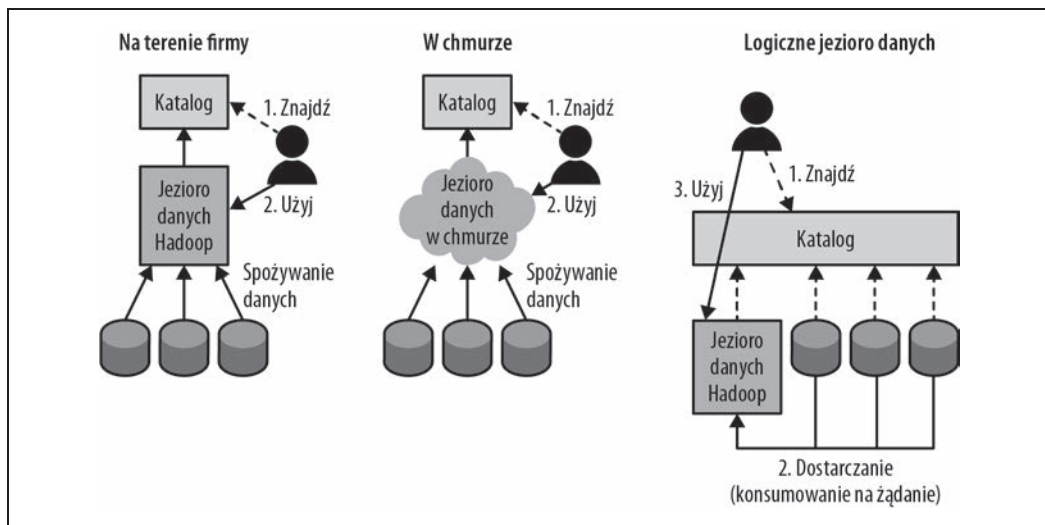 Na terenie firmy
Katalog
1. Znajdź
Jezioro
danych
Hadoop
2. Użyj
Spożywanie
danych
W chmurze
Katalog
1. Znajdź
Jezioro
danych
w chmurze
2. Użyj
Spożywanie
danych
Logiczne jezioro danych
1. Znajdź
3. Użyj
Katalog
Jezioro
danych
Hadoop
2. Dostarczanie
(konsumowanie na żądanie)